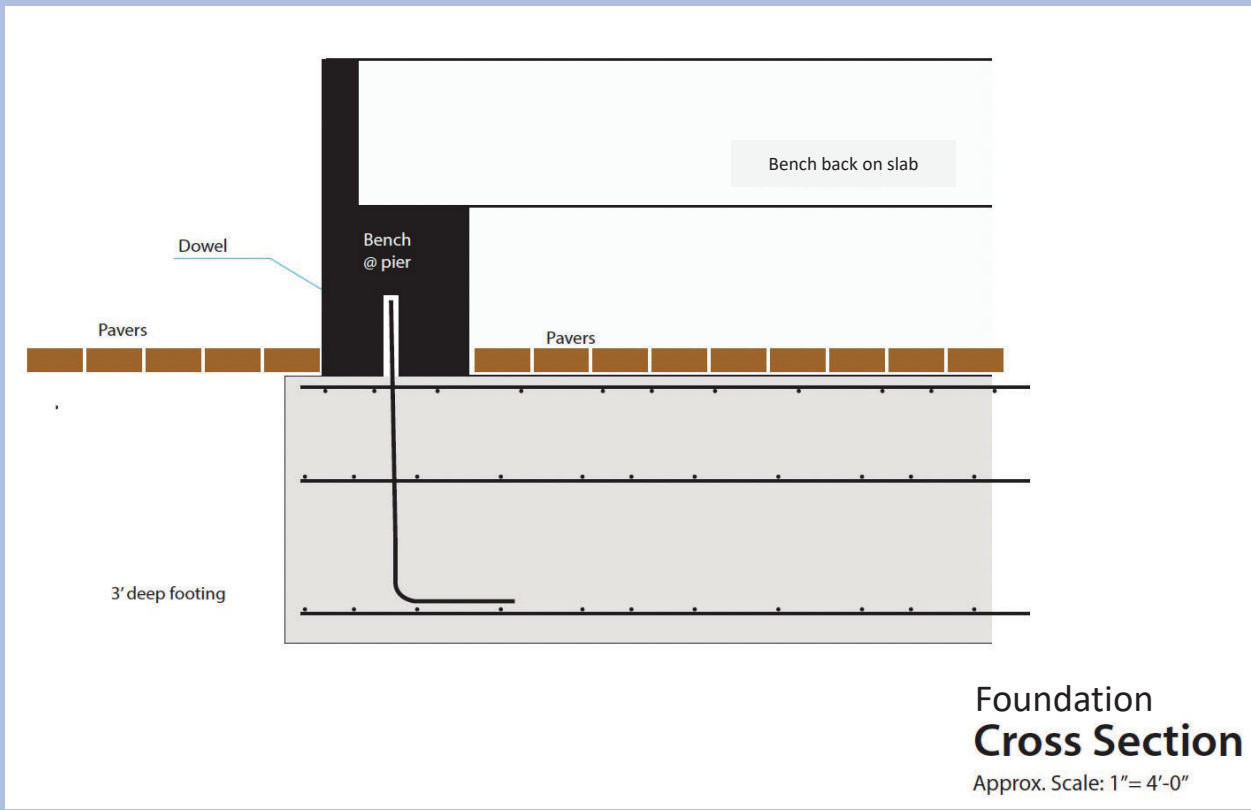 Bench back on slab
Dowel
Bench
@ pier
Pavers
Pavers
3’ deep footing
Foundation
Cross Section
Approx. Scale: 1”= 4’-0”